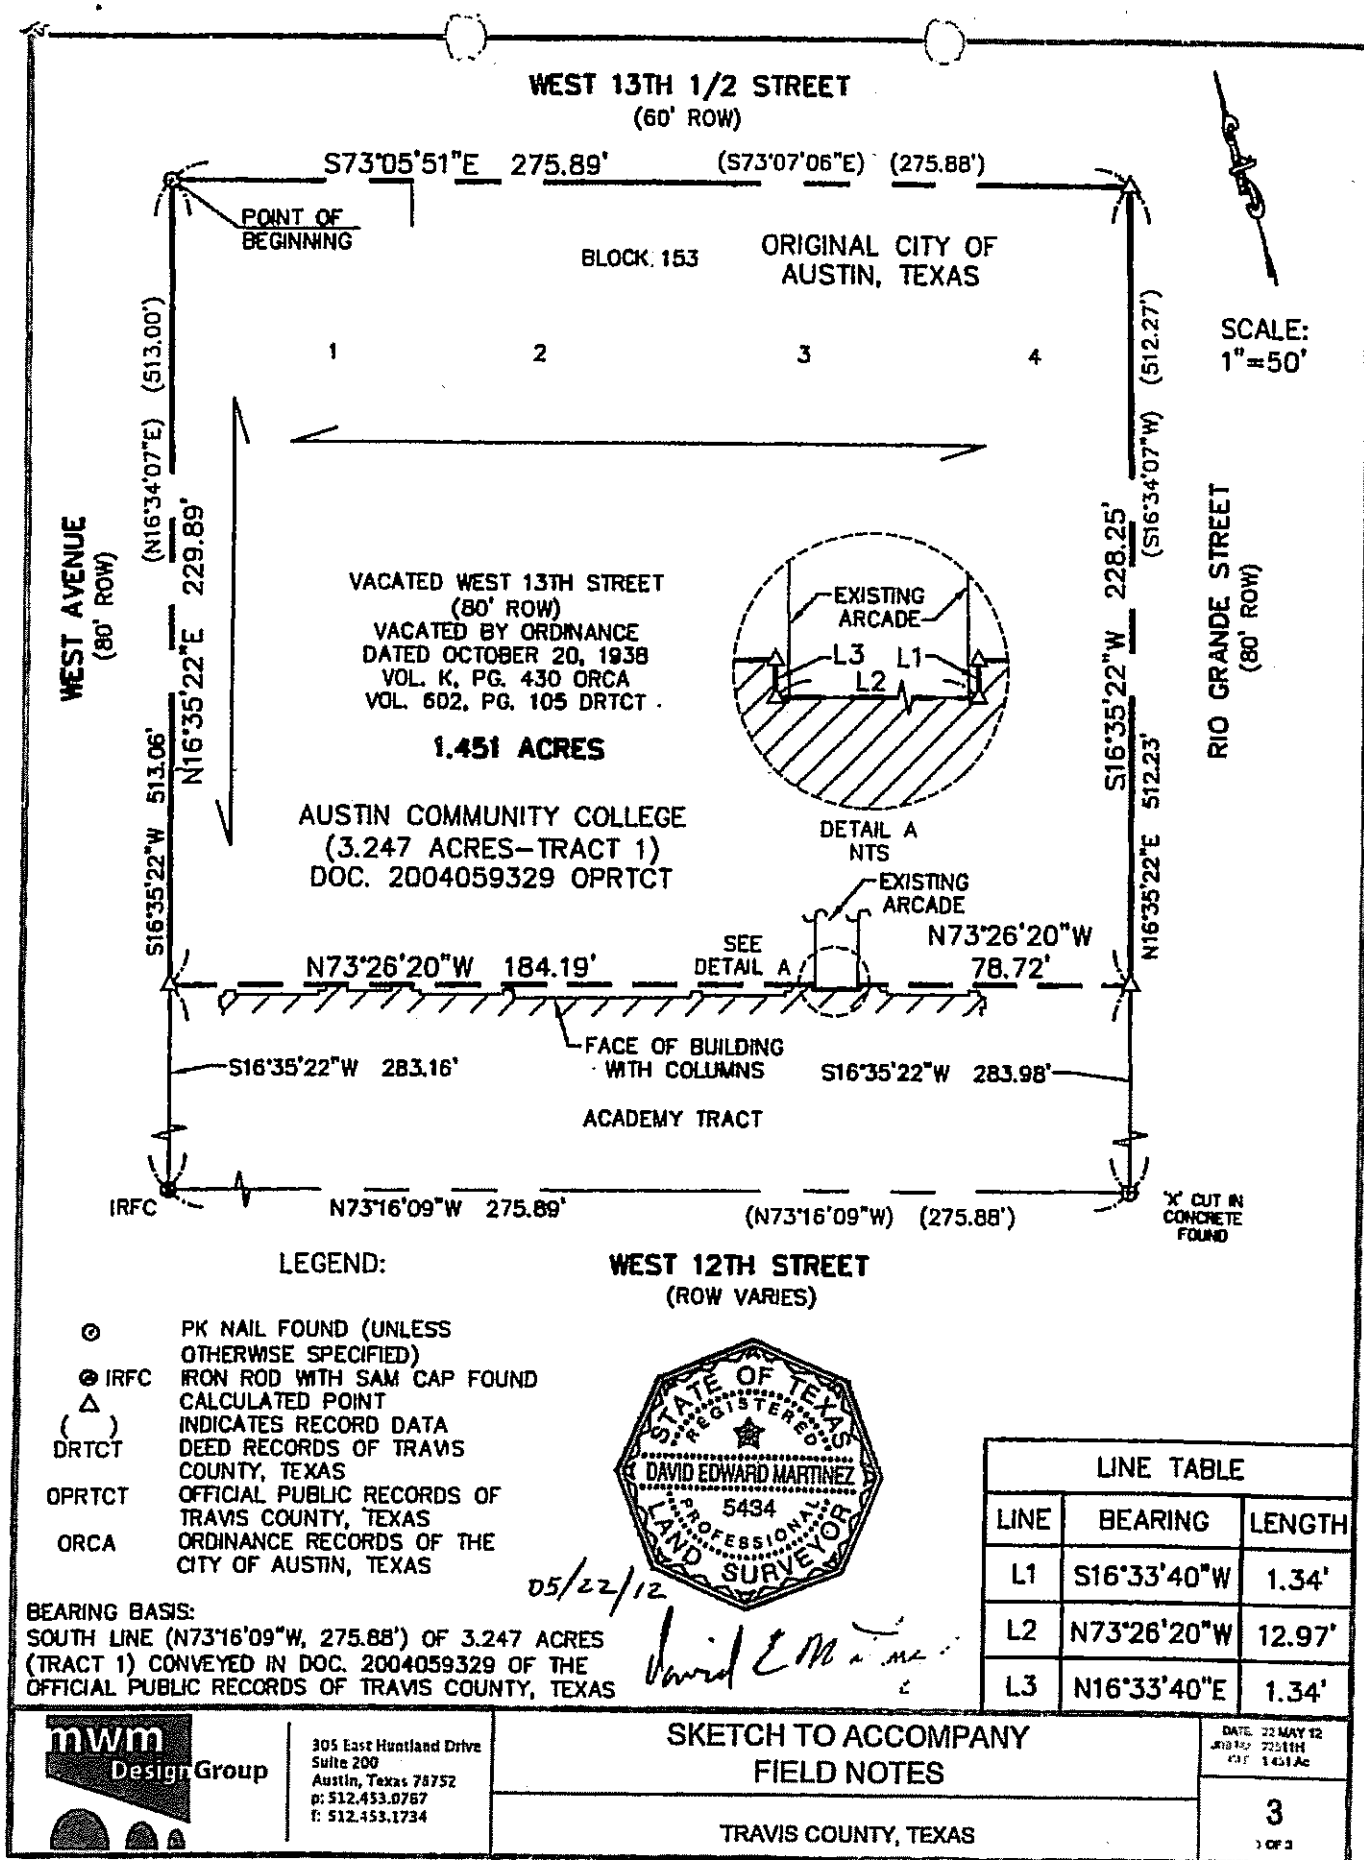 WEST 13TH 1/2 STREET
(60' ROW)
S73°05'51"E 275.89'
(S73°07'06"E) (275.88')
POINT OF
BEGINNING
BLOCK 153
ORIGINAL CITY OF
AUSTIN, TEXAS
1
2
3
4
SCALE:
1"=50'
WEST AVENUE
(80' ROW)
(N16°34'07"E) (513.00')
N16°35'22"E 229.89'
S16°35'22"W 513.06'
VACATED WEST 13TH STREET
(80' ROW)
VACATED BY ORDINANCE
DATED OCTOBER 20, 1938
VOL. K, PG. 430 ORCA
VOL. 602, PG. 105 DRTCT
1.451 ACRES
AUSTIN COMMUNITY COLLEGE
(3.247 ACRES-TRACT 1)
DOC. 2004059329 OPRTCT
EXISTING
ARCADE
L3
L1
L2
DETAIL A
NTS
EXISTING
ARCADE
(S16°34'07"W) (512.27')
S16°35'22"W 228.25'
N16°35'22"E 512.23'
RIO GRANDE STREET
(80' ROW)
N73°26'20"W 184.19'
SEE
DETAIL A
N73°26'20"W
78.72'
FACE OF BUILDING
WITH COLUMNS
S16°35'22"W 283.16'
S16°35'22"W 283.98'
ACADEMY TRACT
IRFC
N73°16'09"W 275.89'
(N73°16'09"W) (275.88')
'X' CUT IN
CONCRETE
FOUND
WEST 12TH STREET
(ROW VARIES)
LEGEND:
PK NAIL FOUND (UNLESS
OTHERWISE SPECIFIED)
IRFC IRON ROD WITH SAM CAP FOUND
CALCULATED POINT
( ) INDICATES RECORD DATA
DRTCT DEED RECORDS OF TRAVIS
COUNTY, TEXAS
OPRTCT OFFICIAL PUBLIC RECORDS OF
TRAVIS COUNTY, TEXAS
ORCA ORDINANCE RECORDS OF THE
CITY OF AUSTIN, TEXAS
STATE OF TEXAS
REGISTERED
DAVID EDWARD MARTINEZ
5434
PROFESSIONAL
LAND SURVEYOR
05/22/12
BEARING BASIS:
SOUTH LINE (N73°16'09"W, 275.88') OF 3.247 ACRES
(TRACT 1) CONVEYED IN DOC. 2004059329 OF THE
OFFICIAL PUBLIC RECORDS OF TRAVIS COUNTY, TEXAS
LINE TABLE
LINE BEARING LENGTH
L1 S16°33'40"W 1.34'
L2 N73°26'20"W 12.97'
L3 N16°33'40"E 1.34'
mwm
DesignGroup
305 East Huntland Drive
Suite 200
Austin, Texas 78752
p: 512.453.0767
f: 512.453.1734
SKETCH TO ACCOMPANY
FIELD NOTES
TRAVIS COUNTY, TEXAS
DATE: 22 MAY 12
1.451 Ac
3
OF 3